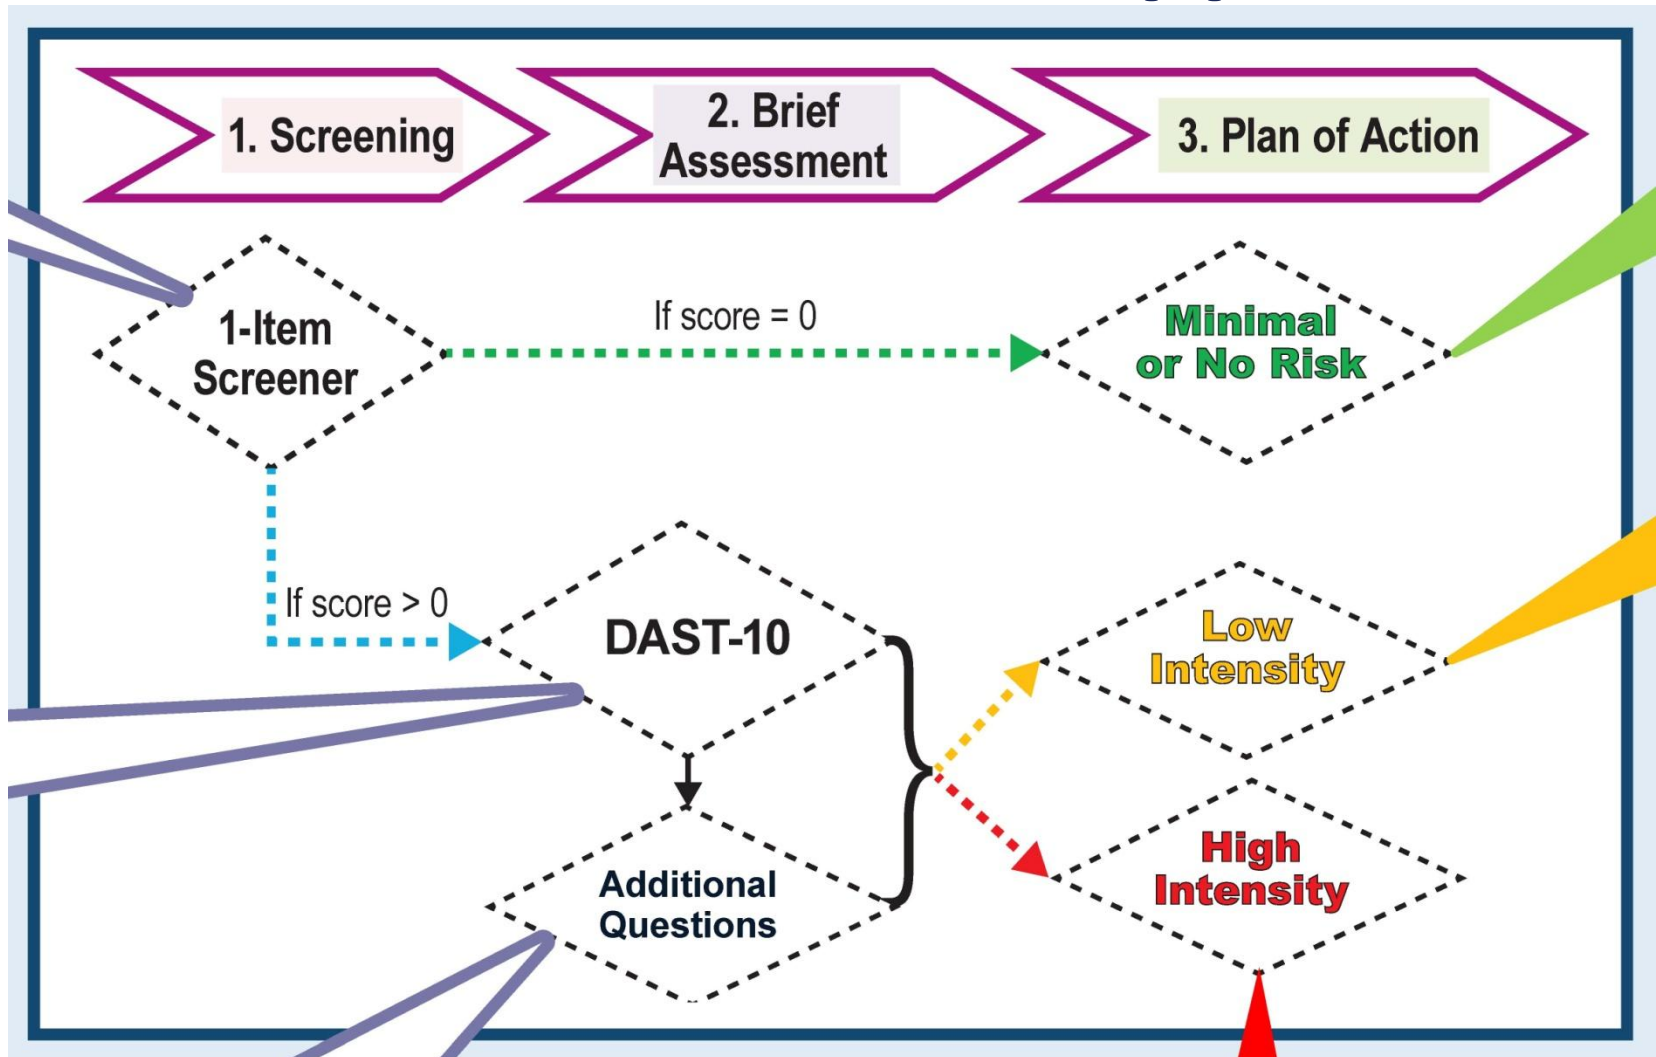 1. Screening
2. Brief
Assessment
3. Plan of Action
1-Item
Screener
If score = 0
Minimal
or No Risk
If score > 0
DAST-10
Low
Intensity
Additional
Questions
High
Intensity